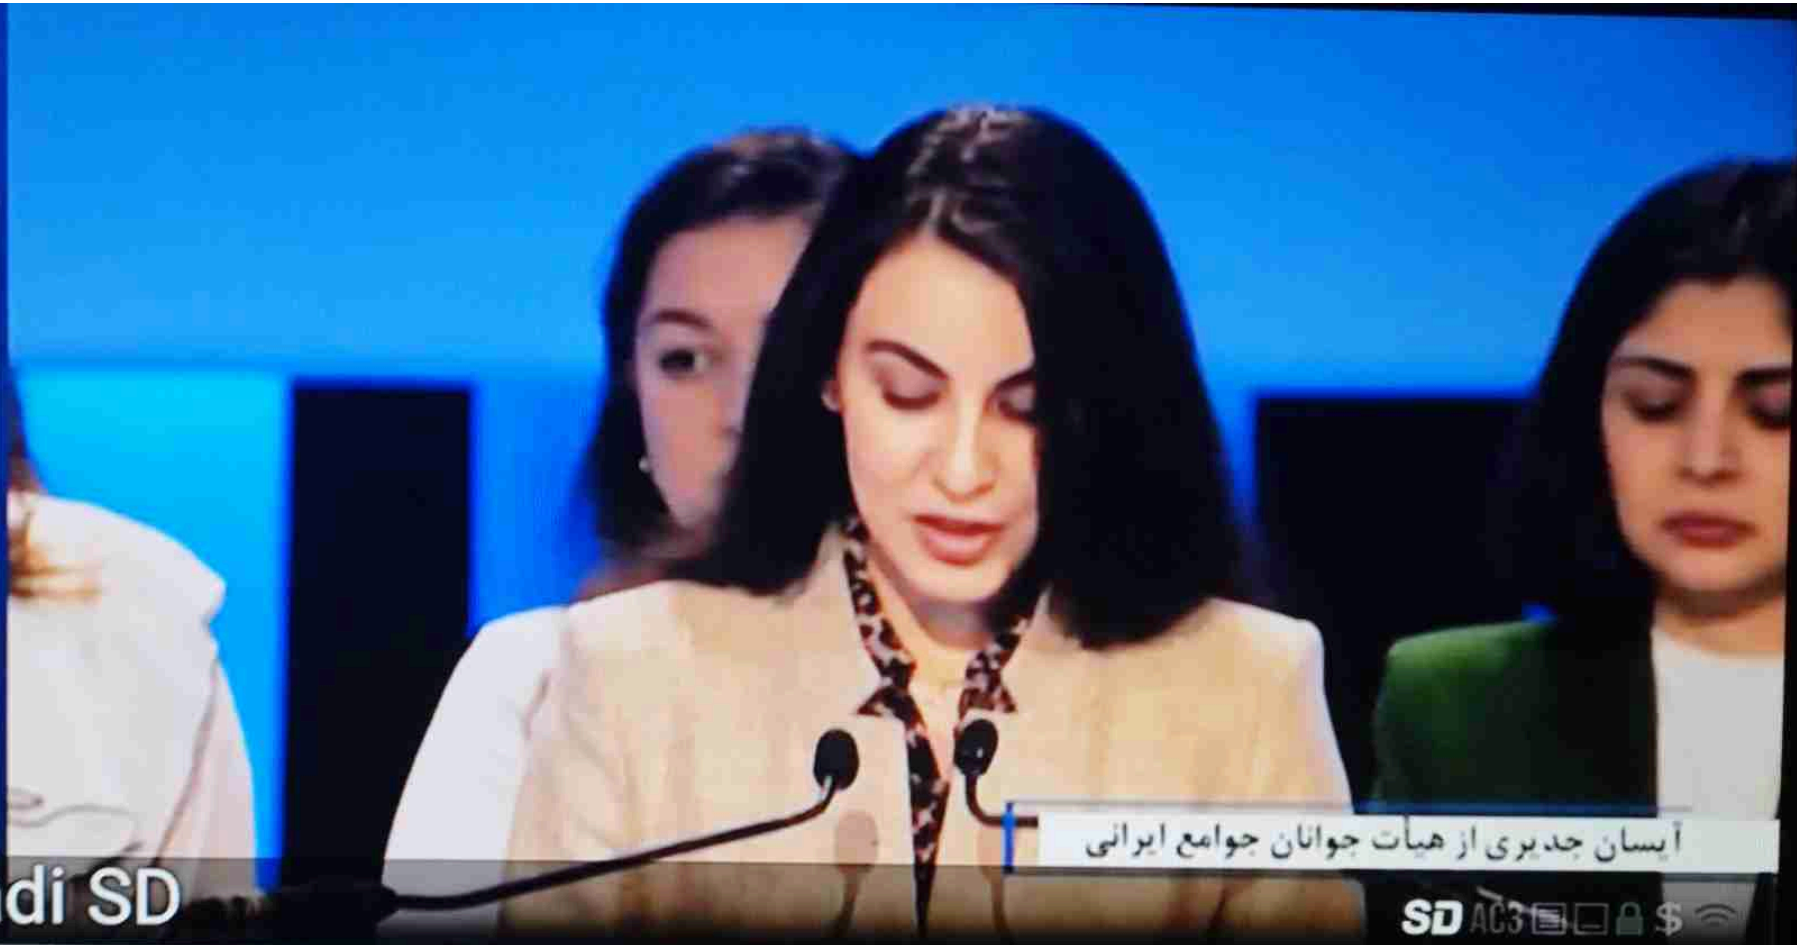 آیسان جدیری از هیأت جوانان جوامع ایرانی
di SD
SD AC3 $